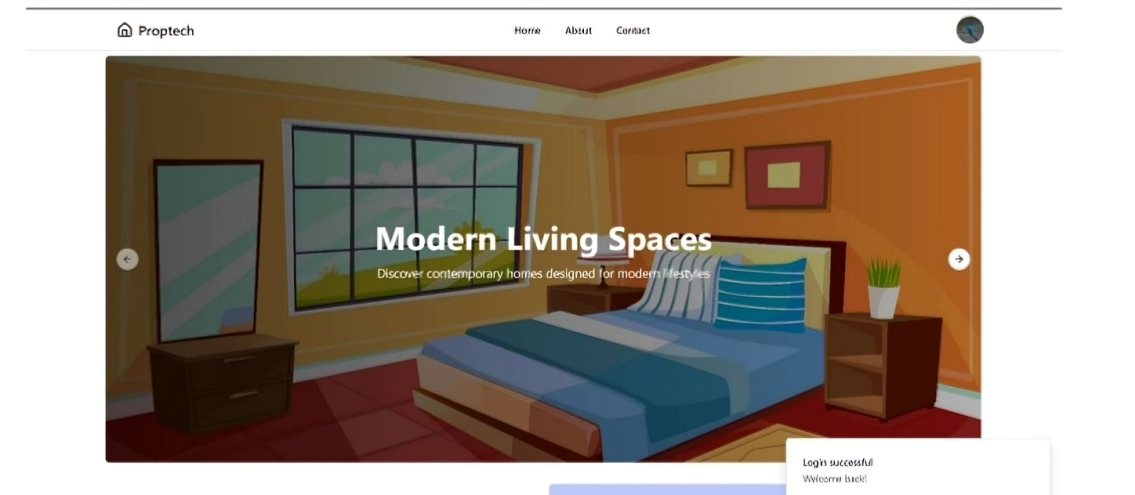 Proptech
Home About Contact
Modern Living Spaces
Discover contemporary homes designed for modern lifestyles
Login successful
Welcome back!